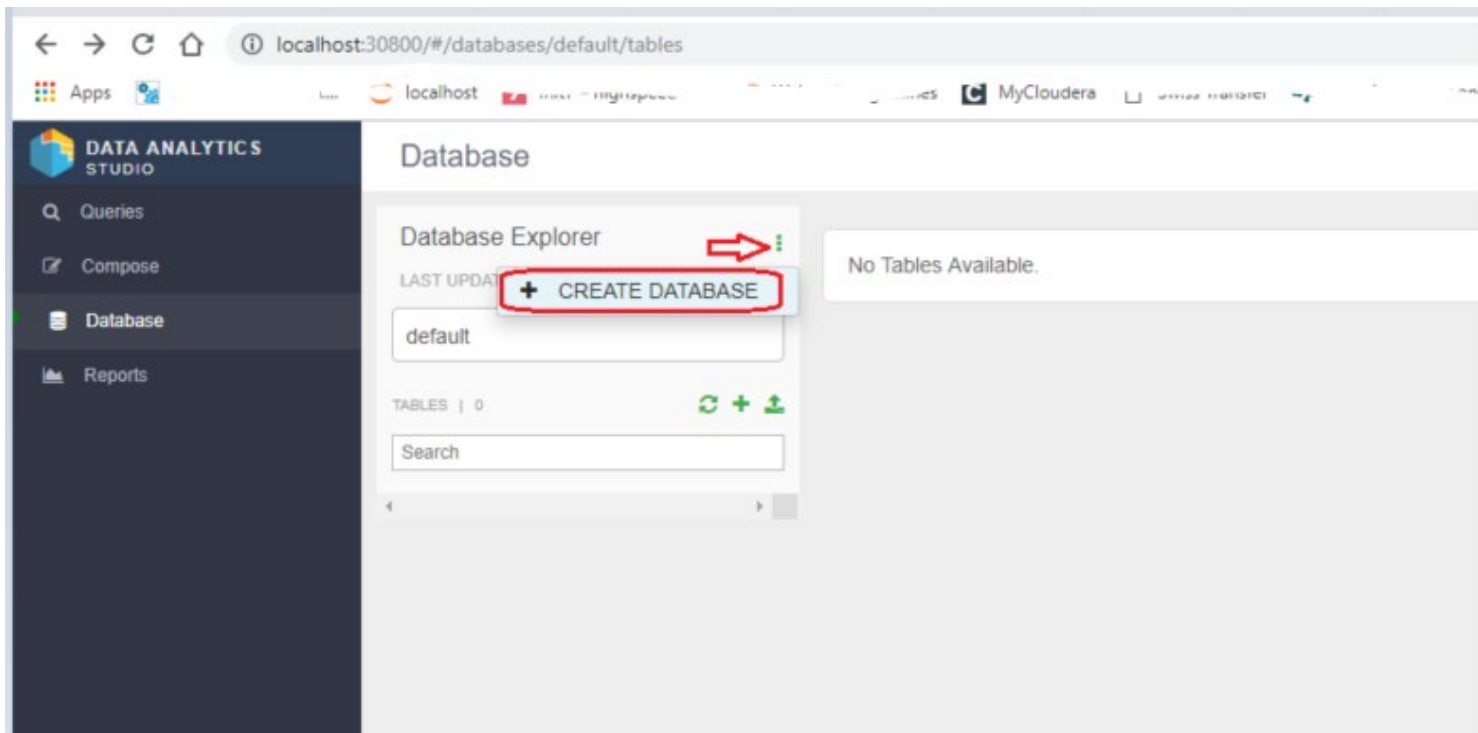 localhost:30800/#/databases/default/tables
Apps localhost MyCloudera
DATA ANALYTICS
STUDIO
Queries
Compose
Database
Reports
Database
Database Explorer
LAST UPDAT
+ CREATE DATABASE
default
TABLES | 0
Search
No Tables Available.